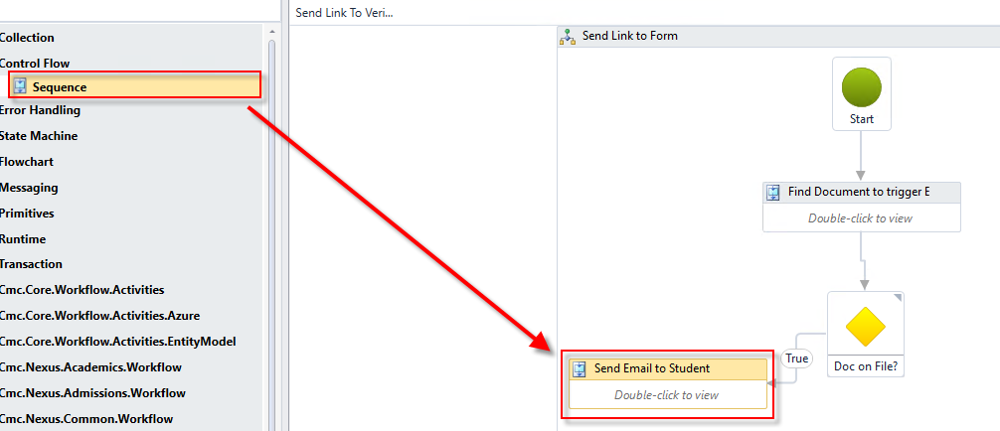 Send Link To Veri...
Collection
Control Flow
Sequence
Error Handling
State Machine
Flowchart
Messaging
Primitives
Runtime
Transaction
Cmc.Core.Workflow.Activities
Cmc.Core.Workflow.Activities.Azure
Cmc.Core.Workflow.Activities.EntityModel
Cmc.Nexus.Academics.Workflow
Cmc.Nexus.Admissions.Workflow
Cmc.Nexus.Common.Workflow
Send Link to Form
Start
Find Document to trigger E
Double-click to view
True
Doc on File?
Send Email to Student
Double-click to view